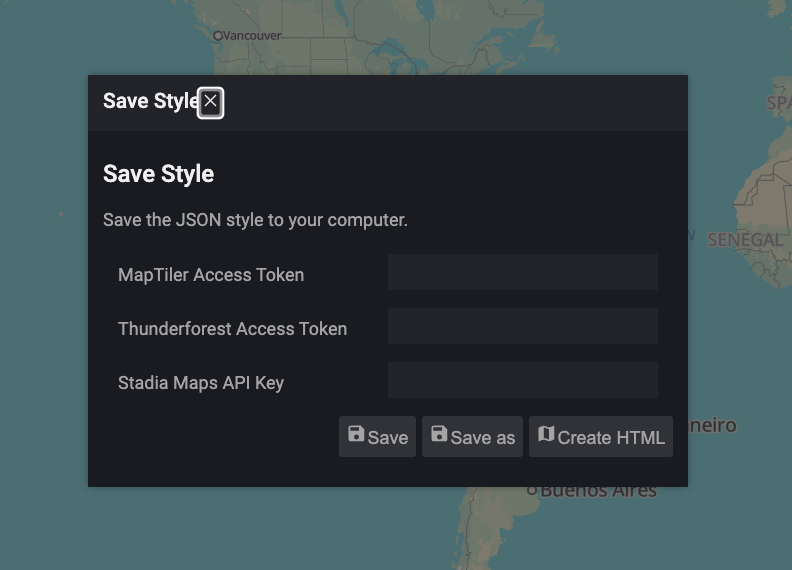 Vancouver
Save Style
SPA
Save Style
Save the JSON style to your computer.
SENEGAL
MapTiler Access Token
Thunderforest Access Token
Stadia Maps API Key
neiro
Save
Save as
Create HTML
Buenos Aires